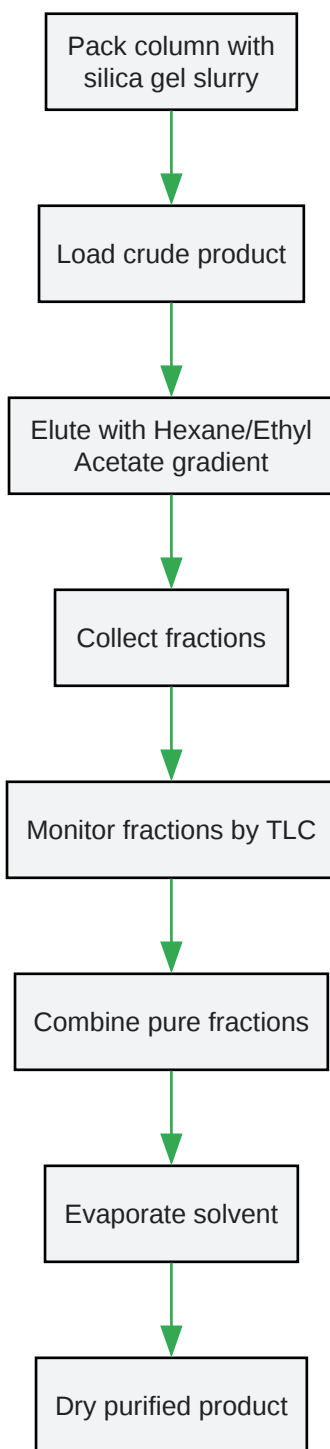 Pack column with
silica gel slurry
Load crude product
Elute with Hexane/Ethyl
Acetate gradient
Collect fractions
Monitor fractions by TLC
Combine pure fractions
Evaporate solvent
Dry purified product